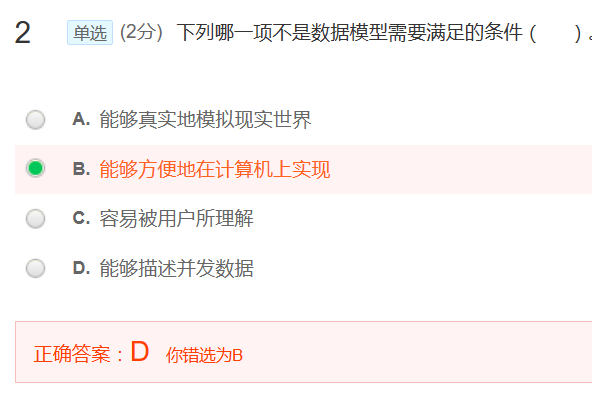 2 单选 (2分) 下列哪一项不是数据模型需要满足的条件 ( ) 。
A. 能够真实地模拟现实世界
B. 能够方便地在计算机上实现
C. 容易被用户所理解
D. 能够描述并发数据
正确答案：D 你错选为B